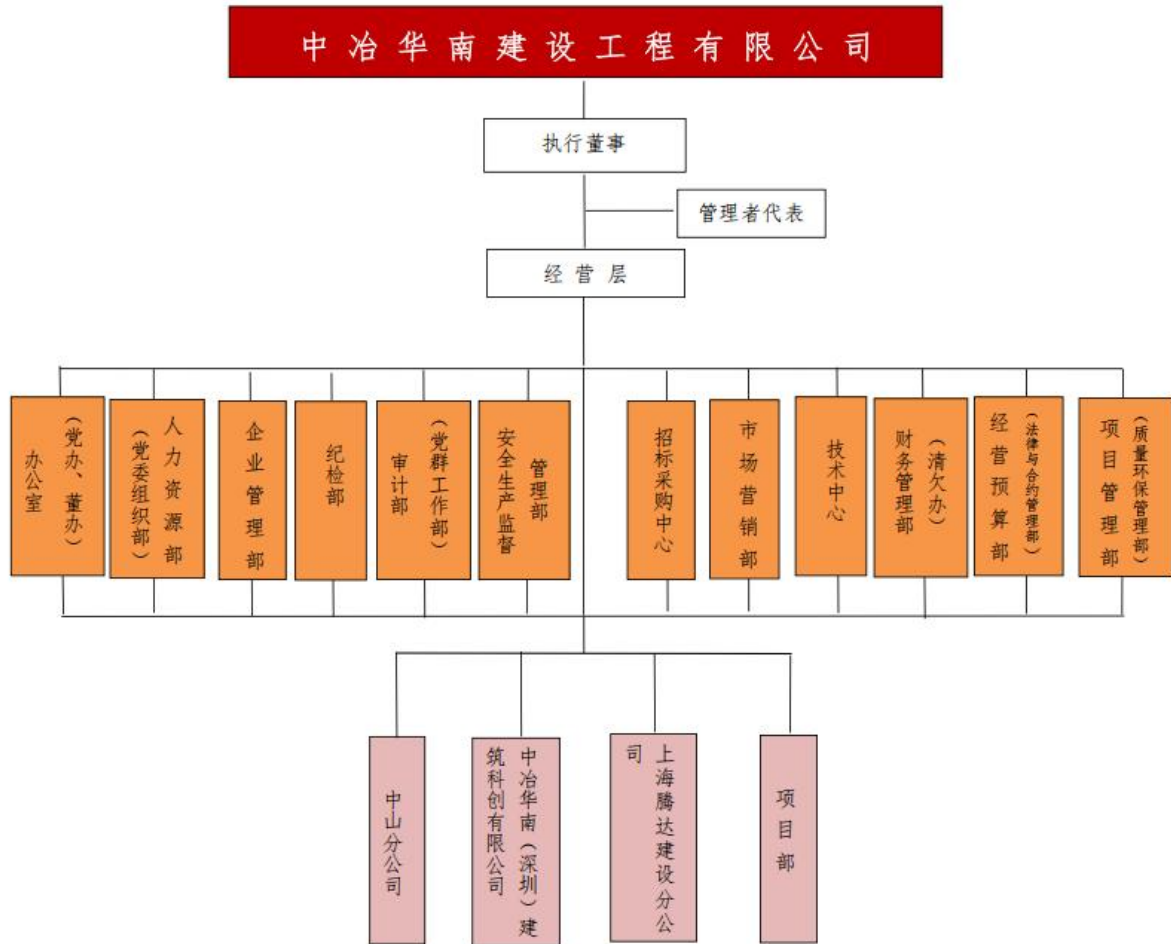 中冶华南建设工程有限公司
执行董事
管理者代表
经营层
办公室
（党办、董办）
人力资源部
（党委组织部）
企业管理部
纪检部
审计部
（党群工作部）
安全生产监督
管理部
招标采购中心
市场营销部
技术中心
财务管理部
（清欠办）
经营预算部
（法律与合约管理部）
项目管理部
（质量环保管理部）
中山分公司
中冶华南（深圳）建
筑科创有限公司
上海腾达建设分公
司
项目部